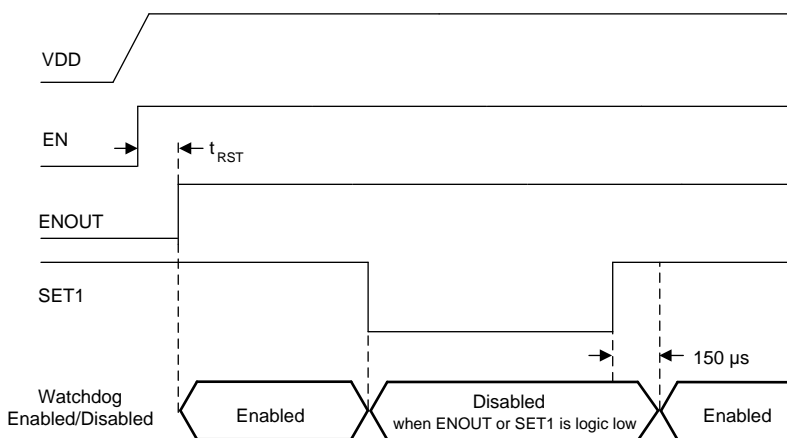 VDD
EN
tRST
ENOUT
SET1
150 µs
Watchdog
Enabled/Disabled
Enabled
Disabled
when ENOUT or SET1 is logic low
Enabled